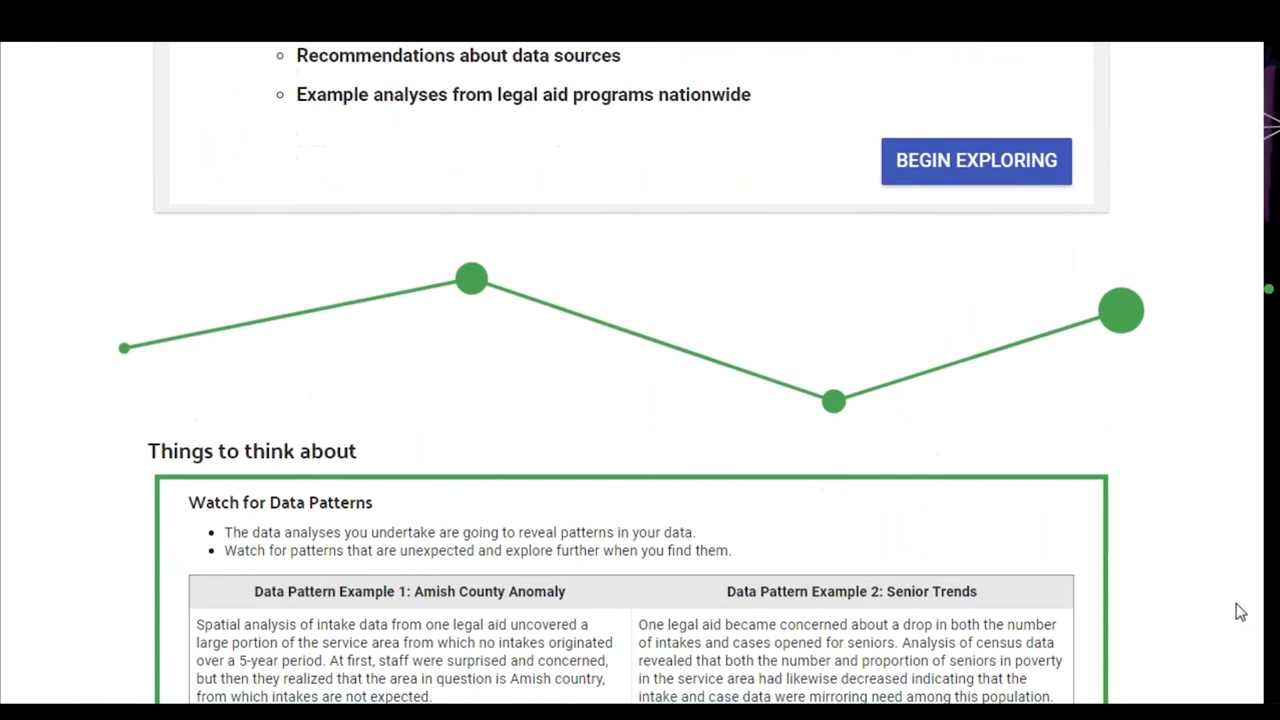 Recommendations about data sources
Example analyses from legal aid programs nationwide
BEGIN EXPLORING
Things to think about
Watch for Data Patterns
The data analyses you undertake are going to reveal patterns in your data.
Watch for patterns that are unexpected and explore further when you find them.
Data Pattern Example 1: Amish County Anomaly
Spatial analysis of intake data from one legal aid uncovered a
large portion of the service area from which no intakes originated
over a 5-year period. At first, staff were surprised and concerned,
but then they realized that the area in question is Amish country,
from which intakes are not expected.
Data Pattern Example 2: Senior Trends
One legal aid became concerned about a drop in both the number
of intakes and cases opened for seniors. Analysis of census data
revealed that both the number and proportion of seniors in poverty
in the service area had likewise decreased indicating that the
intake and case data were mirroring need among this population.